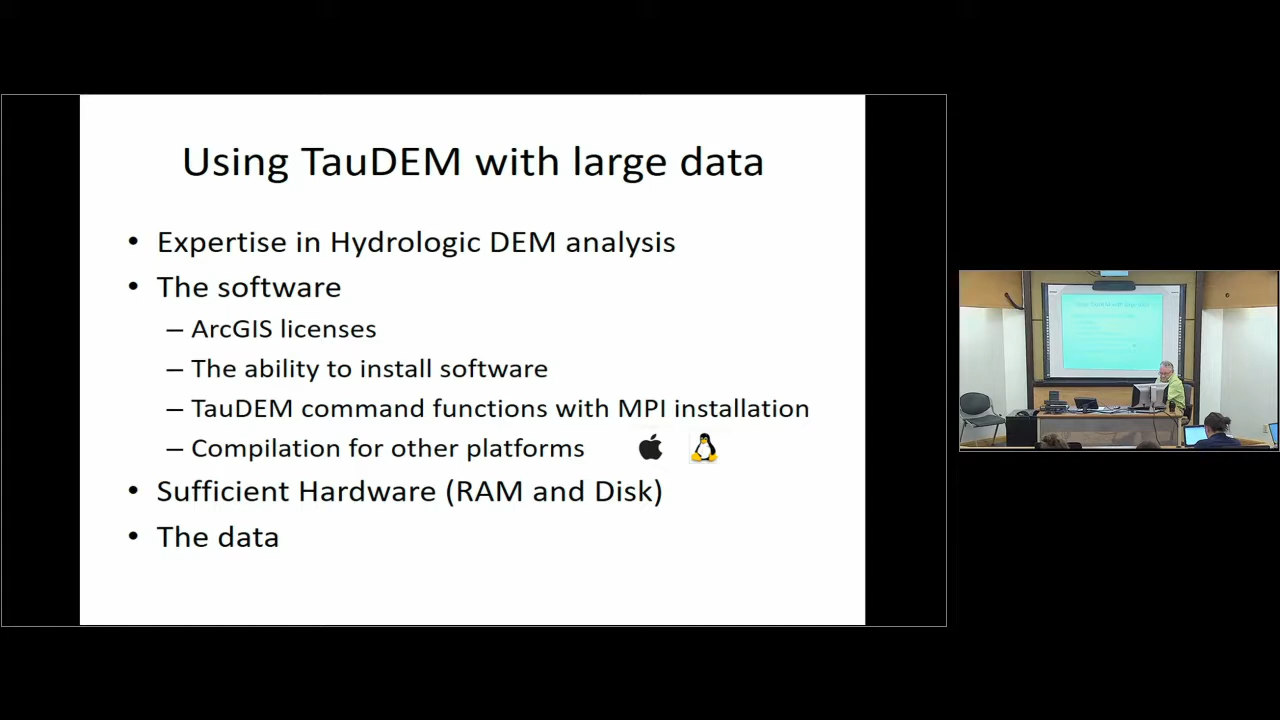 Using TauDEM with large data
• Expertise in Hydrologic DEM analysis
• The software
– ArcGIS licenses
– The ability to install software
– TauDEM command functions with MPI installation
– Compilation for other platforms
• Sufficient Hardware (RAM and Disk)
• The data